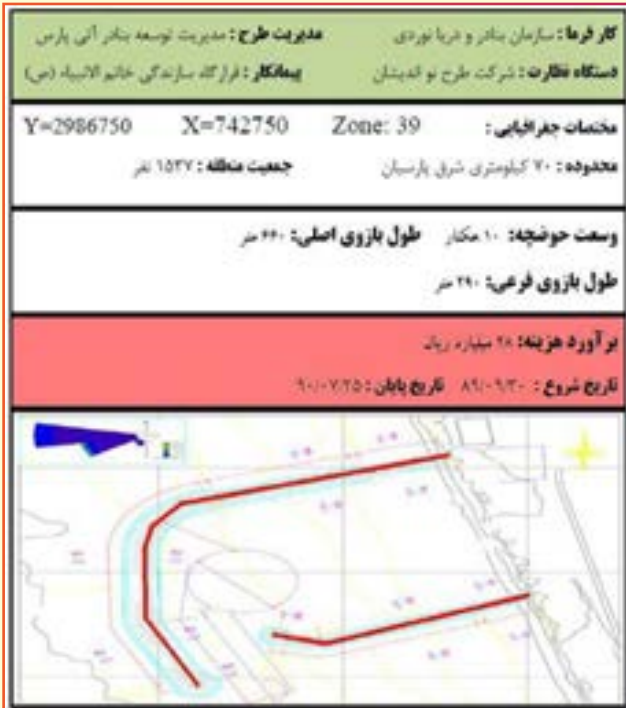 کارفرما: سازمان بنادر و دریا نوردی مدیریت طرح: مدیریت توسعه بنادر آتی پارس
دستگاه نظارت: شرکت طرح نو اندیشان پیمانکار: قرارگاه سازندگی خاتم الانبیاء (ص)
مختصات جغرافیایی: Zone: 39 X=742750 Y=2986750
محدوده: ۷۰ کیلومتری شرق پارسیان جمعیت منطقه: ۱۵۳۷ نفر
وسعت حوضچه: ۱۰ هکتار طول بازوی اصلی: ۶۶۰ متر
طول بازوی فرعی: ۲۹۰ متر
برآورد هزینه: ۲۸ میلیارد ریال
تاریخ شروع: ۸۹/۰۹/۳۰ تاریخ پایان: ۹۰/۰۷/۲۵